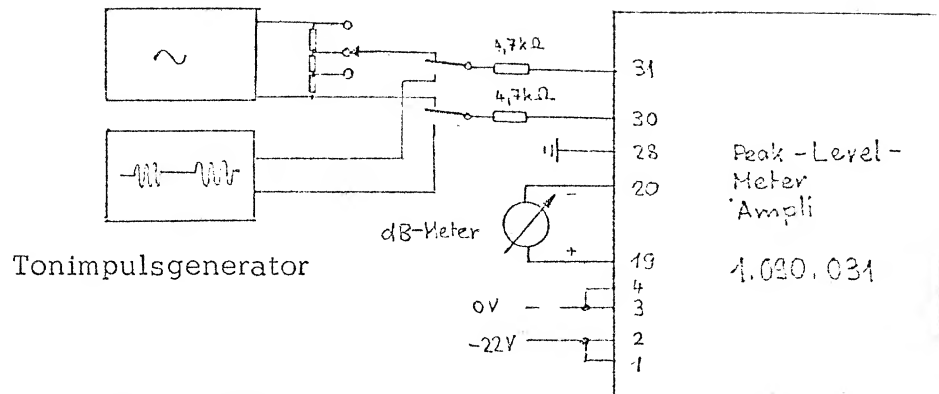 4,7kΩ
31
4,7kΩ
30
28
20
dB-Meter
-
+
19
4
0V
3
-22V
2
1
Peak-Level-
Meter
Ampli
1.090.031
Tonimpulsgenerator